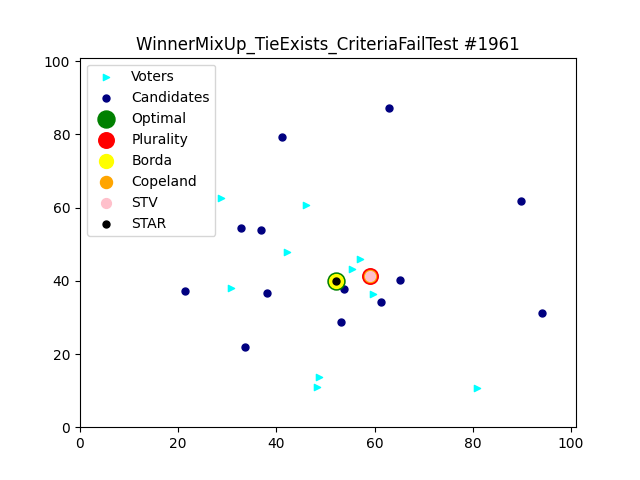 WinnerMixUp_TieExists_CriteriaFailTest #1961
100
80
60
40
20
0
Voters
Candidates
Optimal
Plurality
Borda
Copeland
STV
STAR
0 20 40 60 80 100